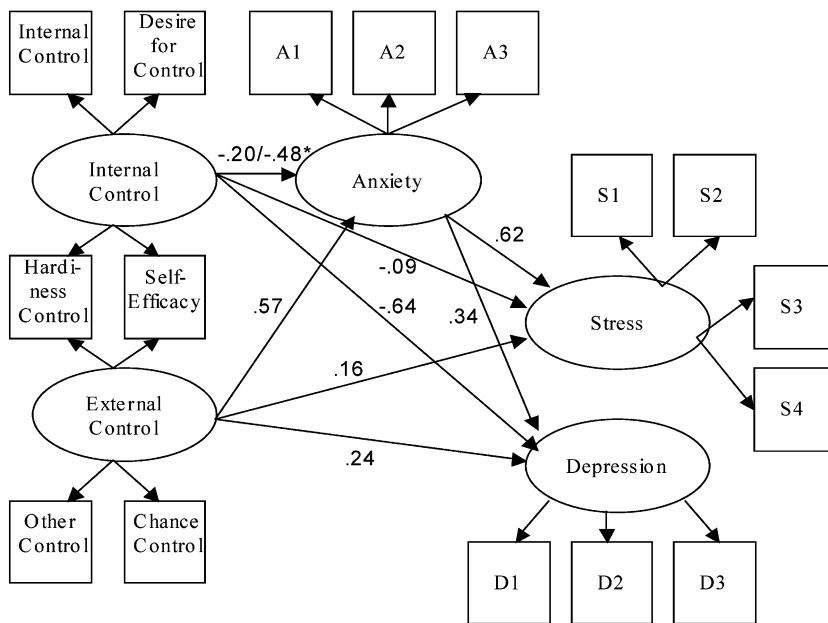 Internal
Control
Desire
for
Control
A1
A2
A3
-.20/-.48*
Internal
Control
Anxiety
S1
S2
.62
-.09
Hardi-
ness
Control
Self-
Efficacy
.57
-.64
.34
Stress
S3
.16
External
Control
S4
.24
Depression
Other
Control
Chance
Control
D1
D2
D3